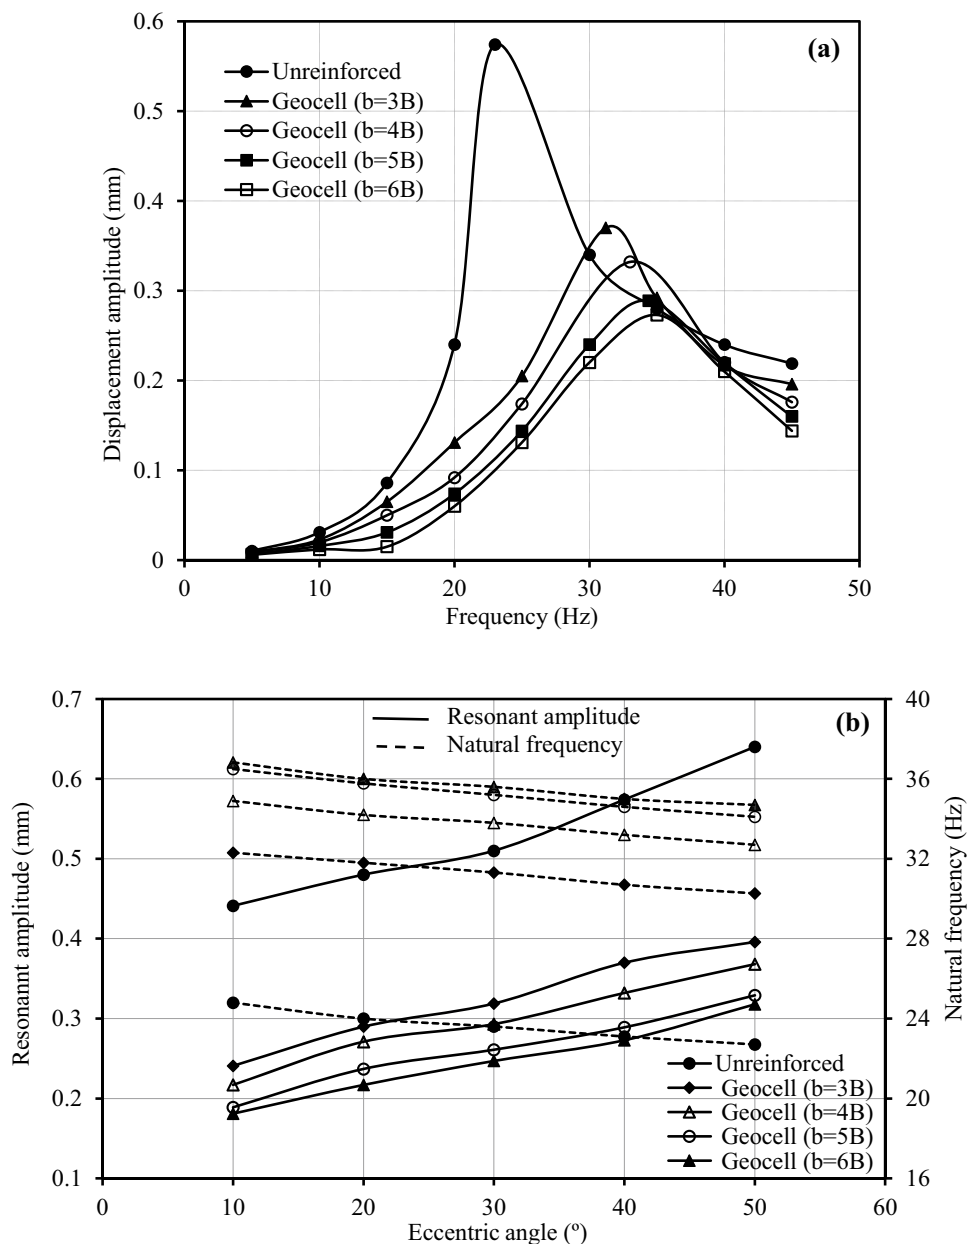 (a)
0.6
0.5
0.4
0.3
0.2
0.1
0
Displacement amplitude (mm)
Unreinforced
Geocell (b=3B)
Geocell (b=4B)
Geocell (b=5B)
Geocell (b=6B)
0 10 20 30 40 50
Frequency (Hz)
(b)
0.7
0.6
0.5
0.4
0.3
0.2
0.1
Resonannt amplitude (mm)
Resonant amplitude
Natural frequency
40
36
32
28
24
20
16
Natural frequency (Hz)
Unreinforced
Geocell (b=3B)
Geocell (b=4B)
Geocell (b=5B)
Geocell (b=6B)
0 10 20 30 40 50 60
Eccentric angle (º)